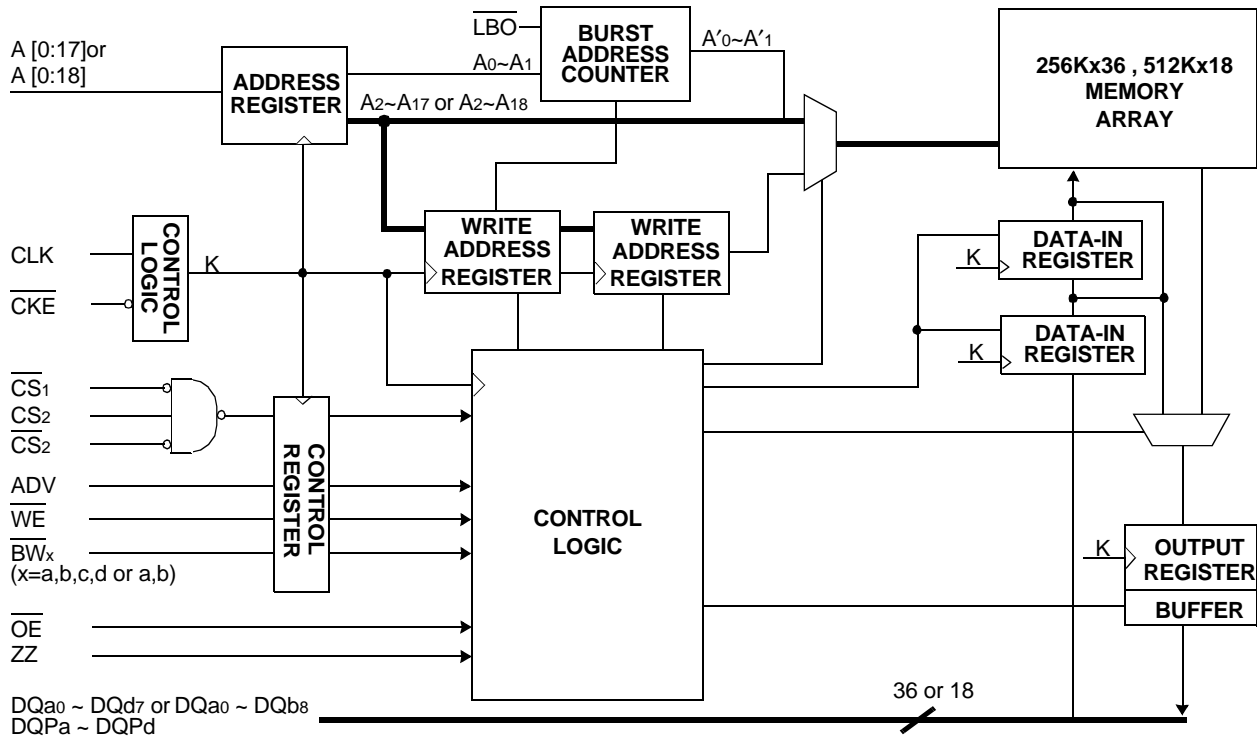 LBO
BURST
ADDRESS
COUNTER
A′0~A′1
A [0:17]or
A [0:18]
ADDRESS
REGISTER
A0~A1
A2~A17 or A2~A18
256Kx36 , 512Kx18
MEMORY
ARRAY
WRITE
ADDRESS
REGISTER
WRITE
ADDRESS
REGISTER
CLK
CKE
CONTROL
LOGIC
K
DATA-IN
REGISTER
K
DATA-IN
REGISTER
K
CS1
CS2
CS2
ADV
WE
BWx
(x=a,b,c,d or a,b)
CONTROL
REGISTER
CONTROL
LOGIC
K
OUTPUT
REGISTER
BUFFER
OE
ZZ
DQa0 ~ DQd7 or DQa0 ~ DQb8
DQPa ~ DQPd
36 or 18